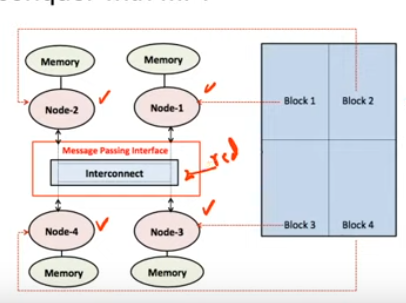 Memory
Memory
Node-2
Node-1
Block 1
Block 2
Message Passing Interface
Interconnect
red
Node-4
Node-3
Block 3
Block 4
Memory
Memory